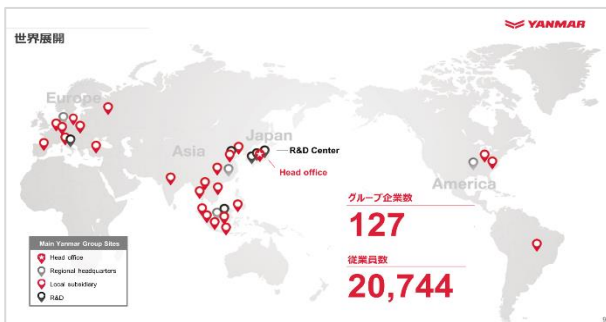 YANMAR
世界展開
Europe
Japan
Asia
R&D Center
Head office
America
グループ企業数
127
従業員数
20,744
Main Yanmar Group Sites
Head office
Regional headquarters
Local subsidiary
R&D